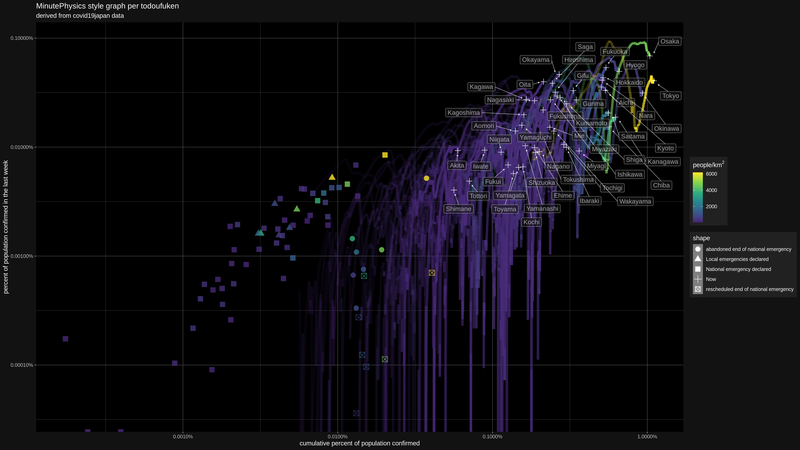 MinutePhysics style graph per todoufuken
derived from covid19japan data
percent of population confirmed in the last week
0.10000%
0.01000%
0.00100%
0.00010%
Osaka
Saga
Fukuoka
Okayama
Hiroshima
Hyogo
Gifu
Hokkaido
Oita
Kagawa
Tokyo
Nagasaki
Gunma
Aichi
Nara
Kagoshima
Fukushima
Kumamoto
Okinawa
Aomori
Mie
Saitama
Niigata
Yamaguchi
Miyazaki
Kyoto
Akita
Iwate
Nagano
Miyagi
Shiga
Kanagawa
Fukui
Shizuoka
Tokushima
Ishikawa
Tochigi
Chiba
Tottori
Yamagata
Ehime
Ibaraki
Wakayama
Shimane
Toyama
Yamanashi
Kochi
0.0010%
0.0100%
0.1000%
1.0000%
cumulative percent of population confirmed
people/km²
6000
4000
2000
shape
abandoned end of national emergency
Local emergencies declared
National emergency declared
Now
rescheduled end of national emergency